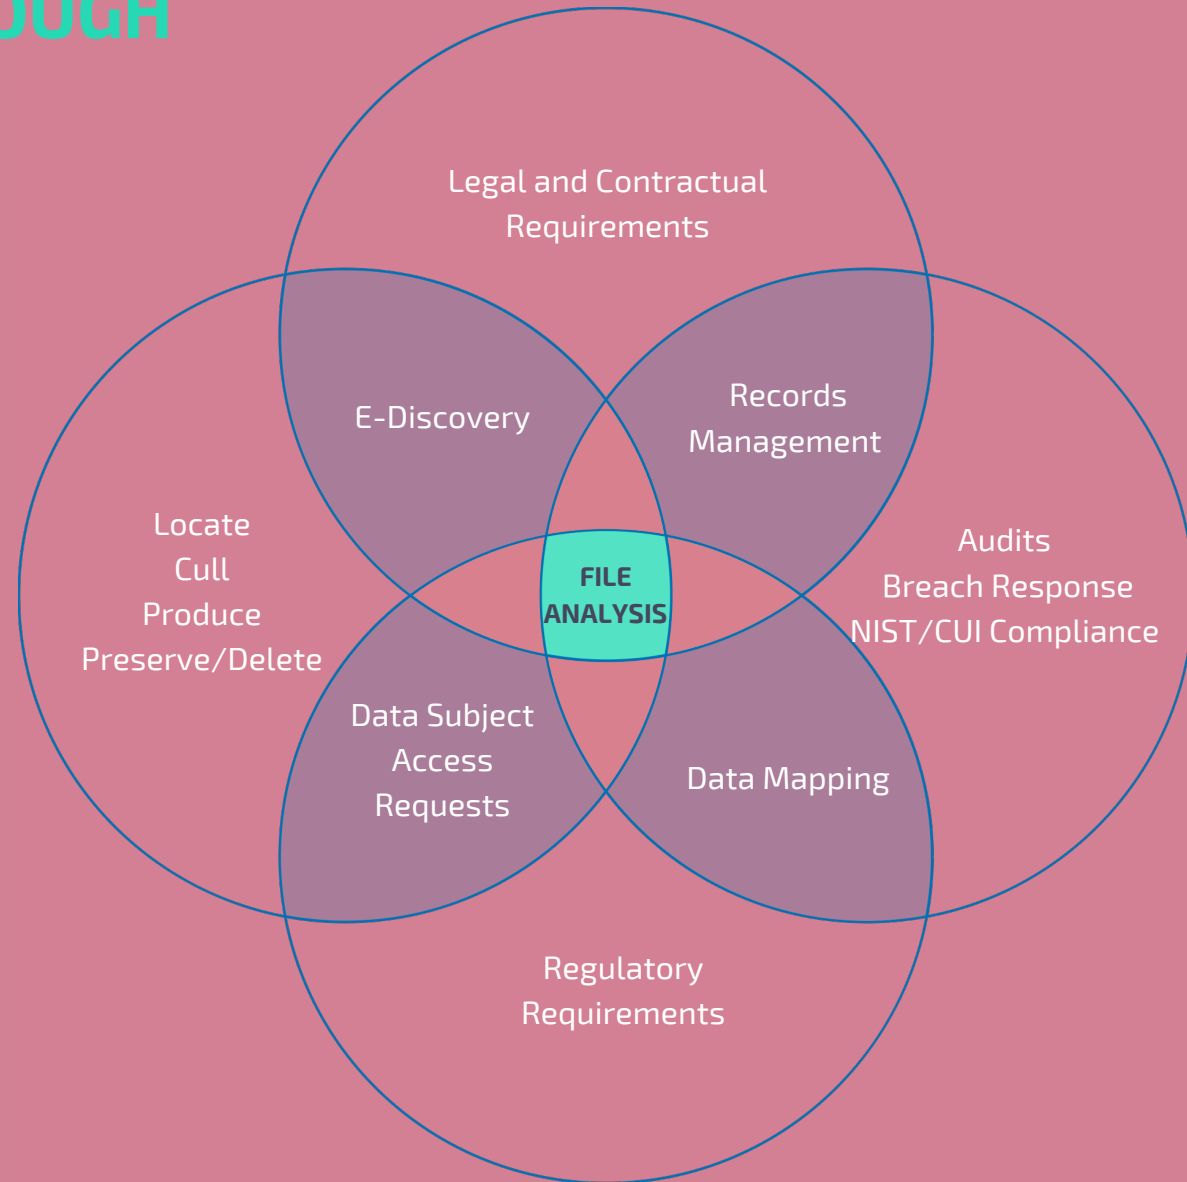 OUGH
Legal and Contractual
Requirements
E-Discovery
Records
Management
Locate
Cull
Produce
Preserve/Delete
FILE
ANALYSIS
Audits
Breach Response
NIST/CUI Compliance
Data Subject
Access
Requests
Data Mapping
Regulatory
Requirements